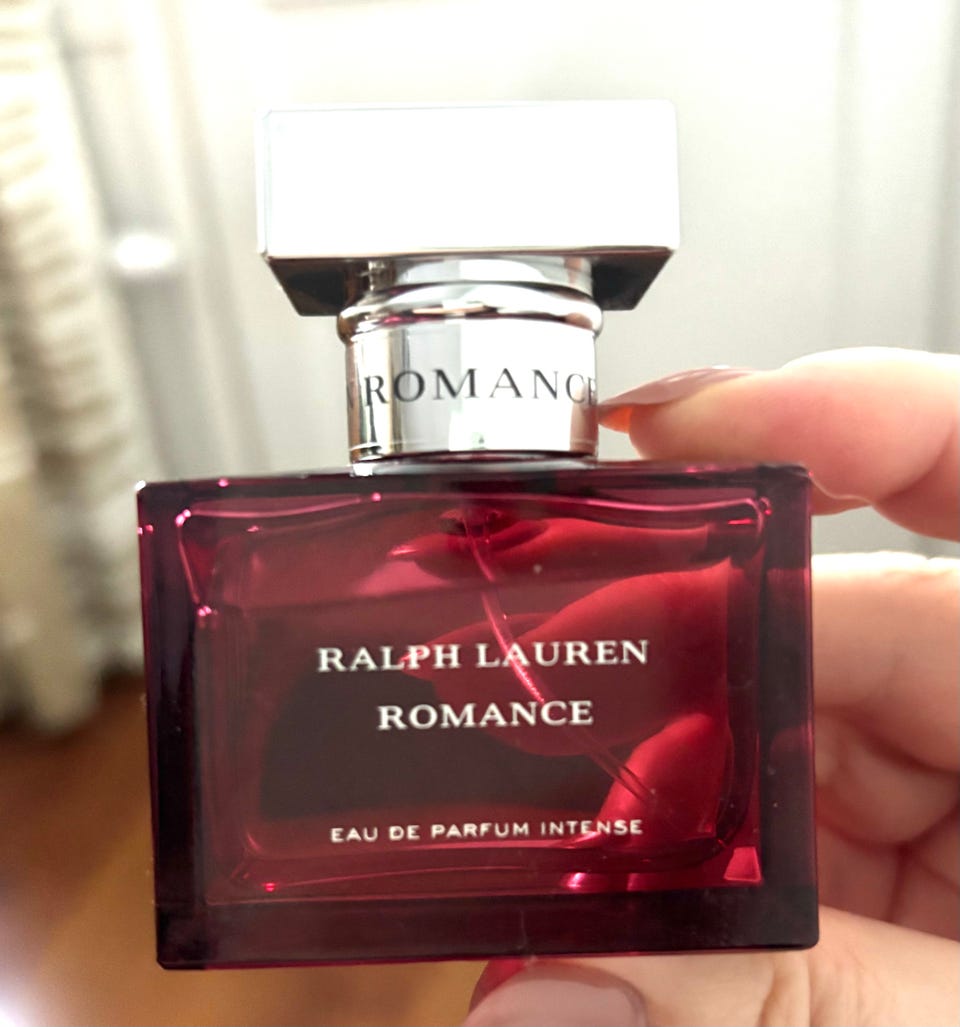 ROMANCE
RALPH LAUREN
ROMANCE
EAU DE PARFUM INTENSE